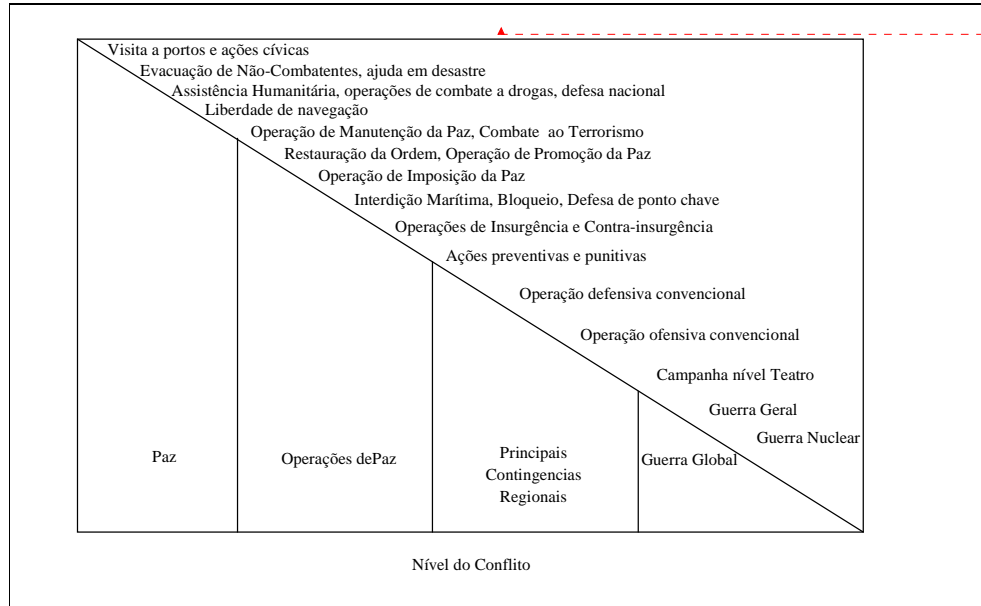 Visita a portos e ações cívicas
Evacuação de Não-Combatentes, ajuda em desastre
Assistência Humanitária, operações de combate a drogas, defesa nacional
Liberdade de navegação
Operação de Manutenção da Paz, Combate ao Terrorismo
Restauração da Ordem, Operação de Promoção da Paz
Operação de Imposição da Paz
Interdição Marítima, Bloqueio, Defesa de ponto chave
Operações de Insurgência e Contra-insurgência
Ações preventivas e punitivas
Operação defensiva convencional
Operação ofensiva convencional
Campanha nível Teatro
Guerra Geral
Guerra Nuclear
Paz
Operações dePaz
Principais
Contingencias
Regionais
Guerra Global
Nível do Conflito